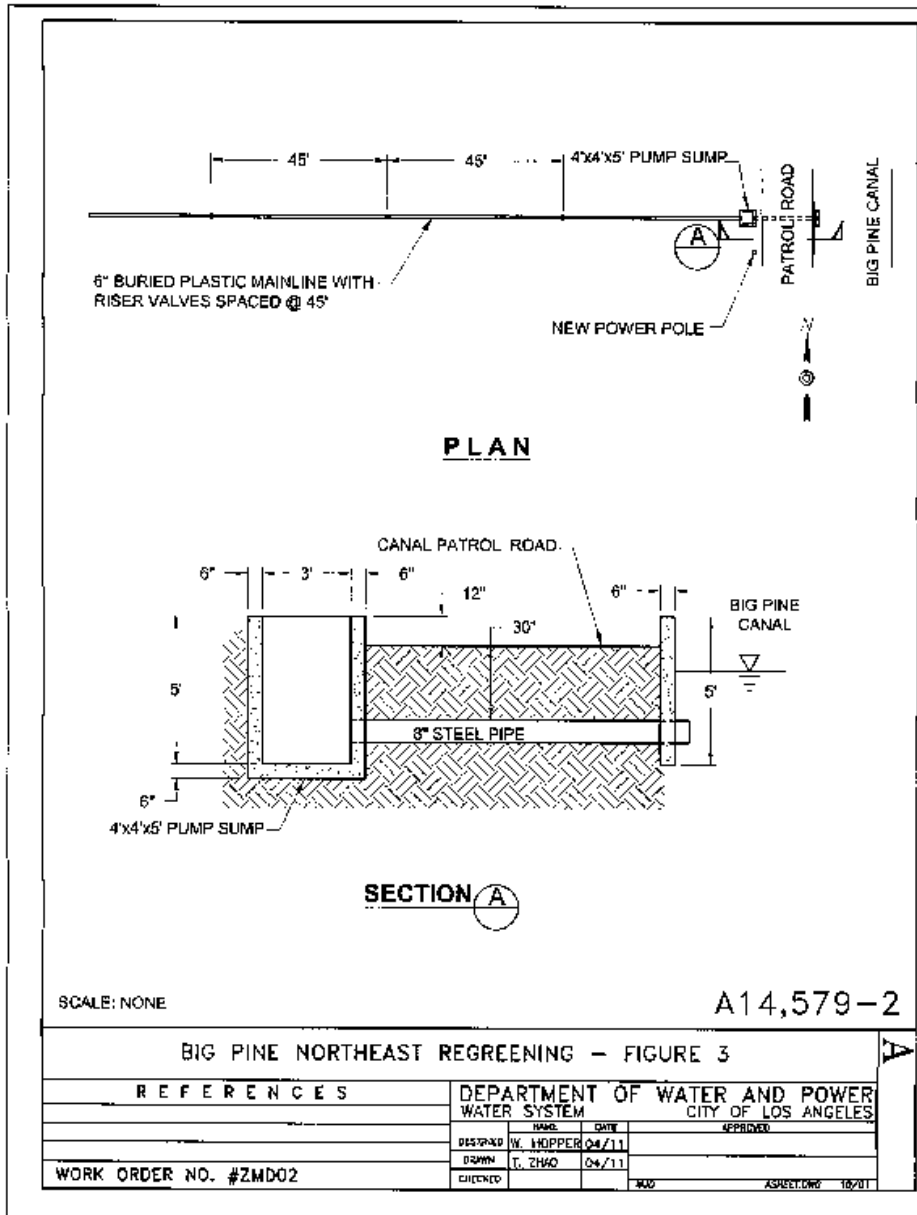 45' 45' 4'x4'x5' PUMP SUMP
PATROL ROAD
BIG PINE CANAL
A
6" BURIED PLASTIC MAINLINE WITH
RISER VALVES SPACED @ 45'
NEW POWER POLE
N
PLAN
CANAL PATROL ROAD
6" 3' 6"
12"
6"
30"
BIG PINE
CANAL
5'
5'
8" STEEL PIPE
6"
4'x4'x5' PUMP SUMP
SECTION A
SCALE: NONE
A14,579-2
BIG PINE NORTHEAST REGREENING - FIGURE 3
A
REFERENCES
DEPARTMENT OF WATER AND POWER
WATER SYSTEM CITY OF LOS ANGELES
NAME DATE APPROVED
DESIGNED W. HOPPER 04/11
DRAWN T. ZHAO 04/11
CHECKED
WORK ORDER NO. #ZMD02
ASHEET.DWG 10/01